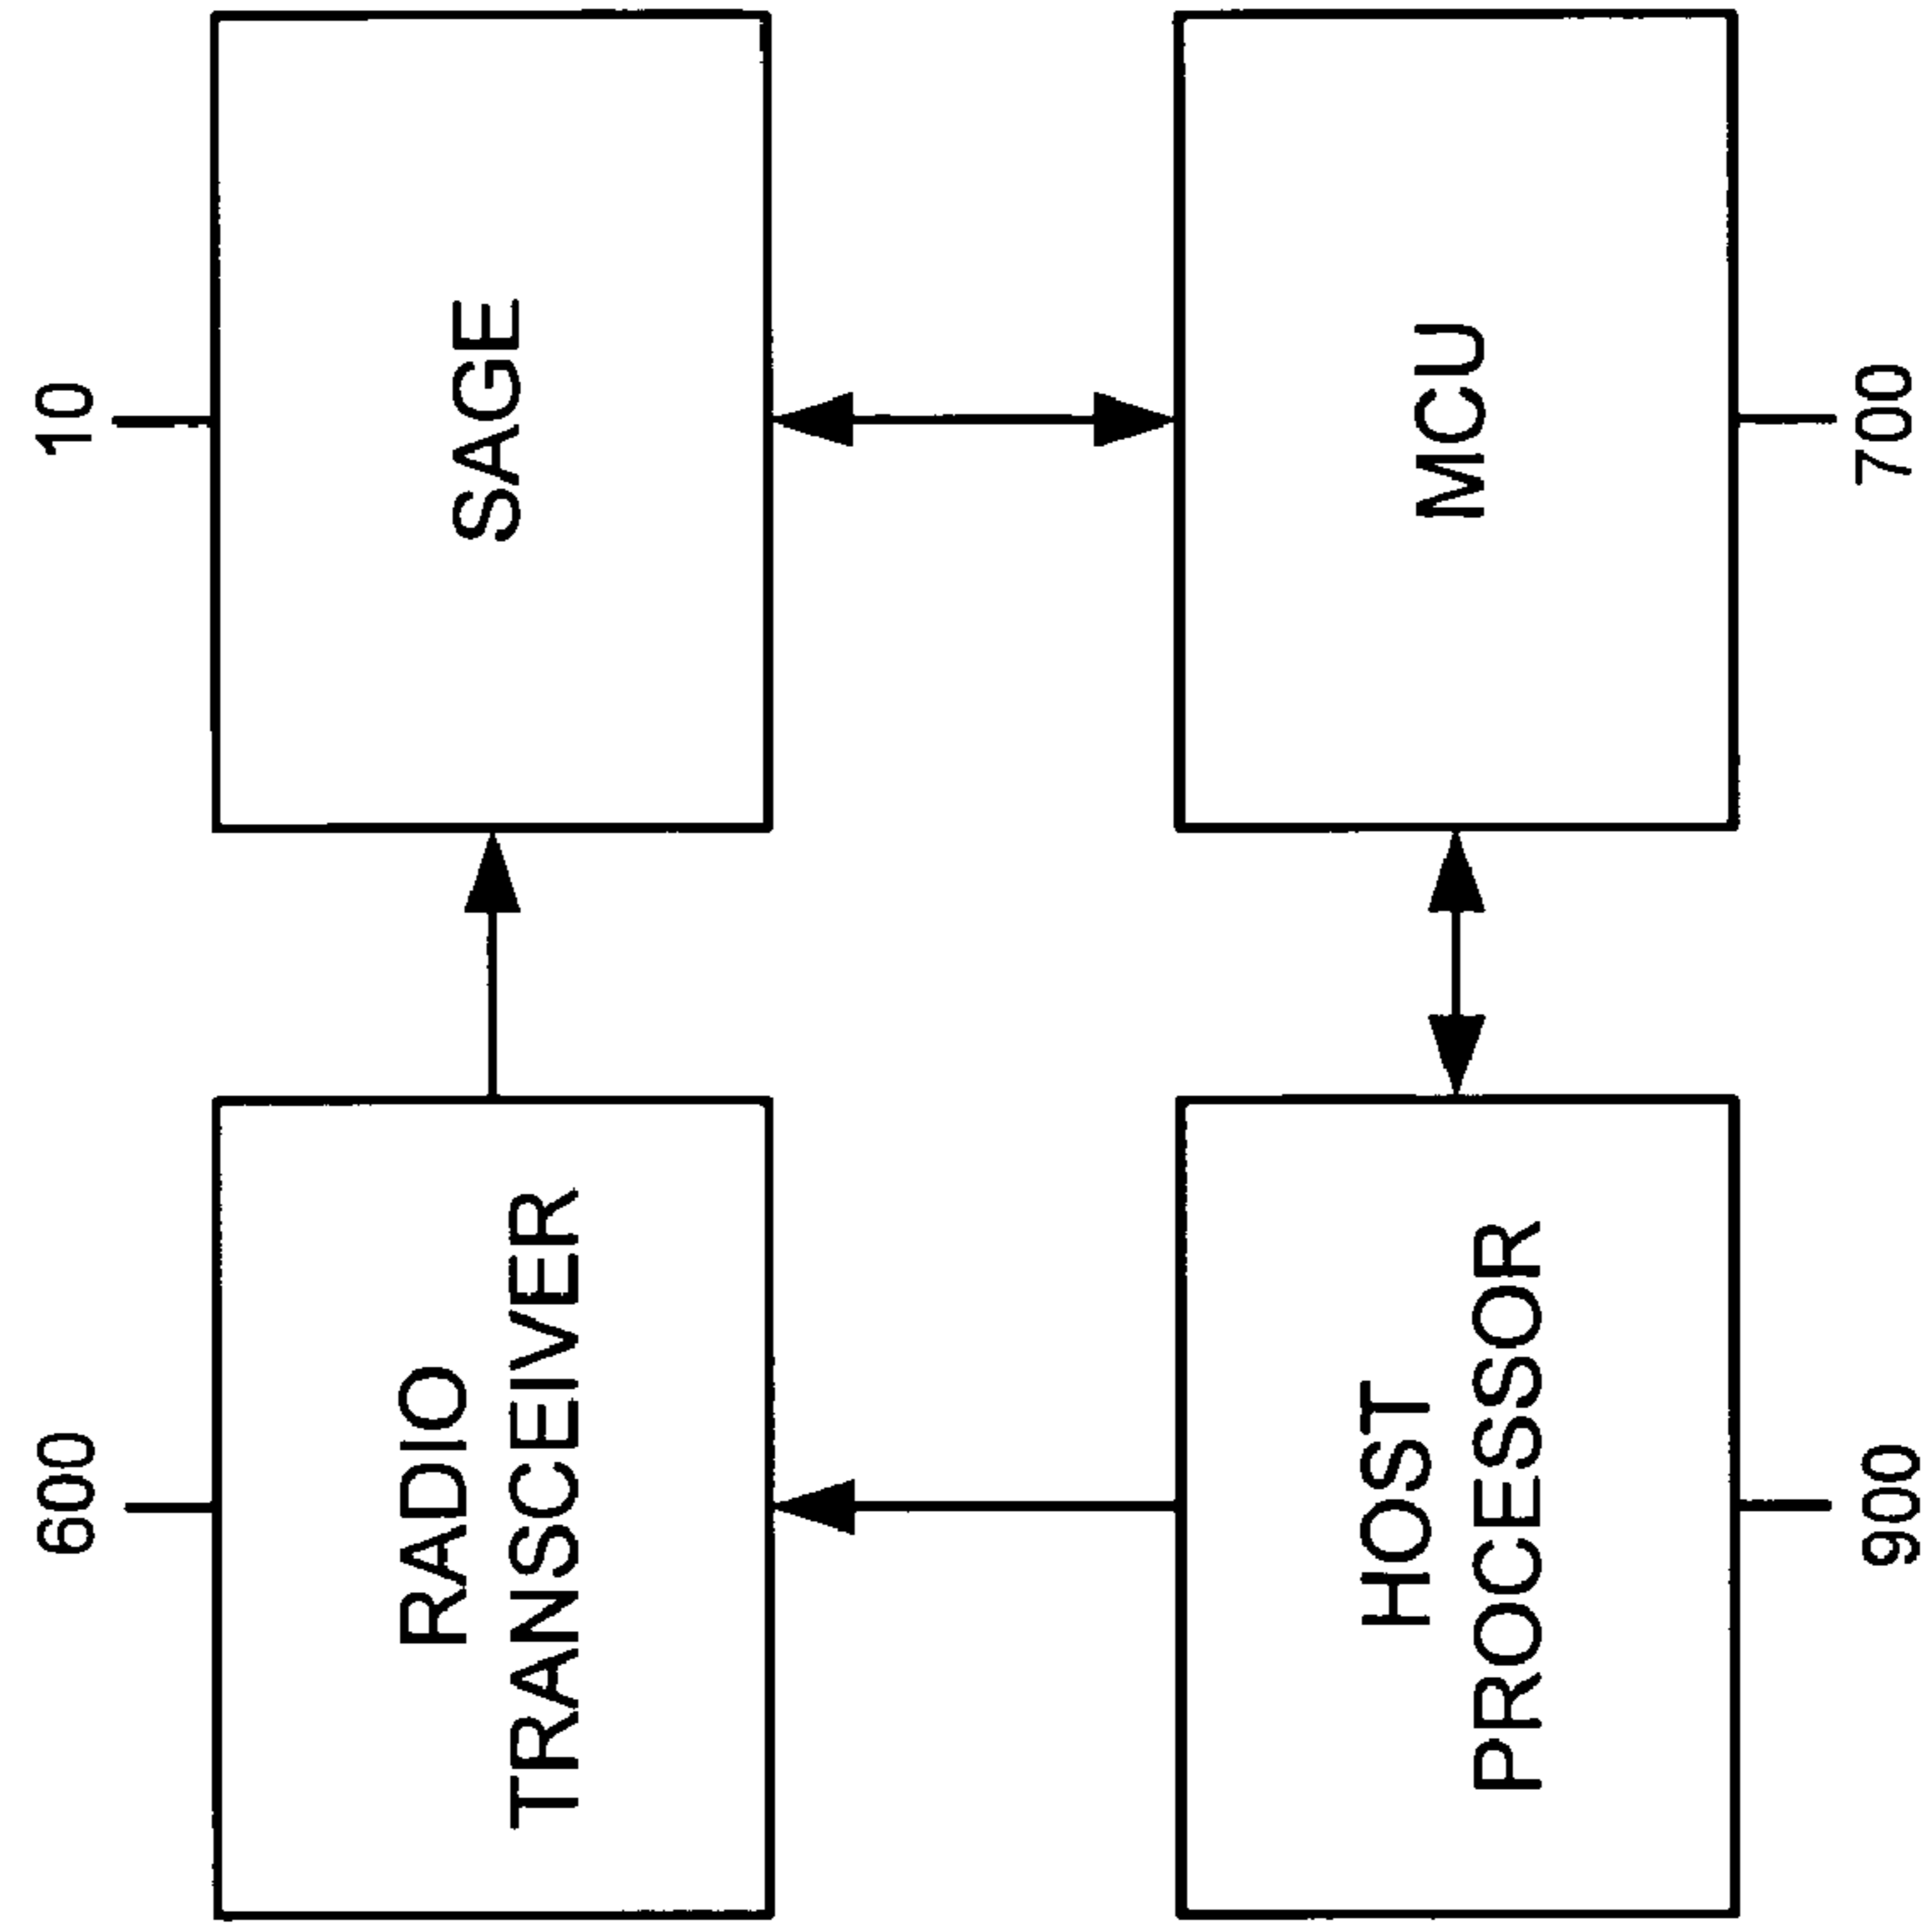 600
10
RADIO
TRANSCEIVER
SAGE
HOST
PROCESSOR
MCU
900
700